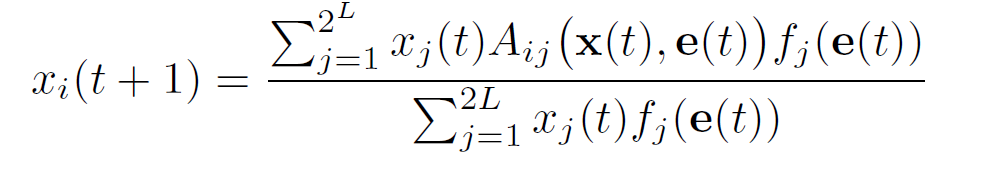 x_i(t + 1) = \frac{\sum_{j=1}^{2^L} x_j(t) A_{ij}(\mathbf{x}(t), \mathbf{e}(t)) f_j(\mathbf{e}(t))}{\sum_{j=1}^{2L} x_j(t) f_j(\mathbf{e}(t))}